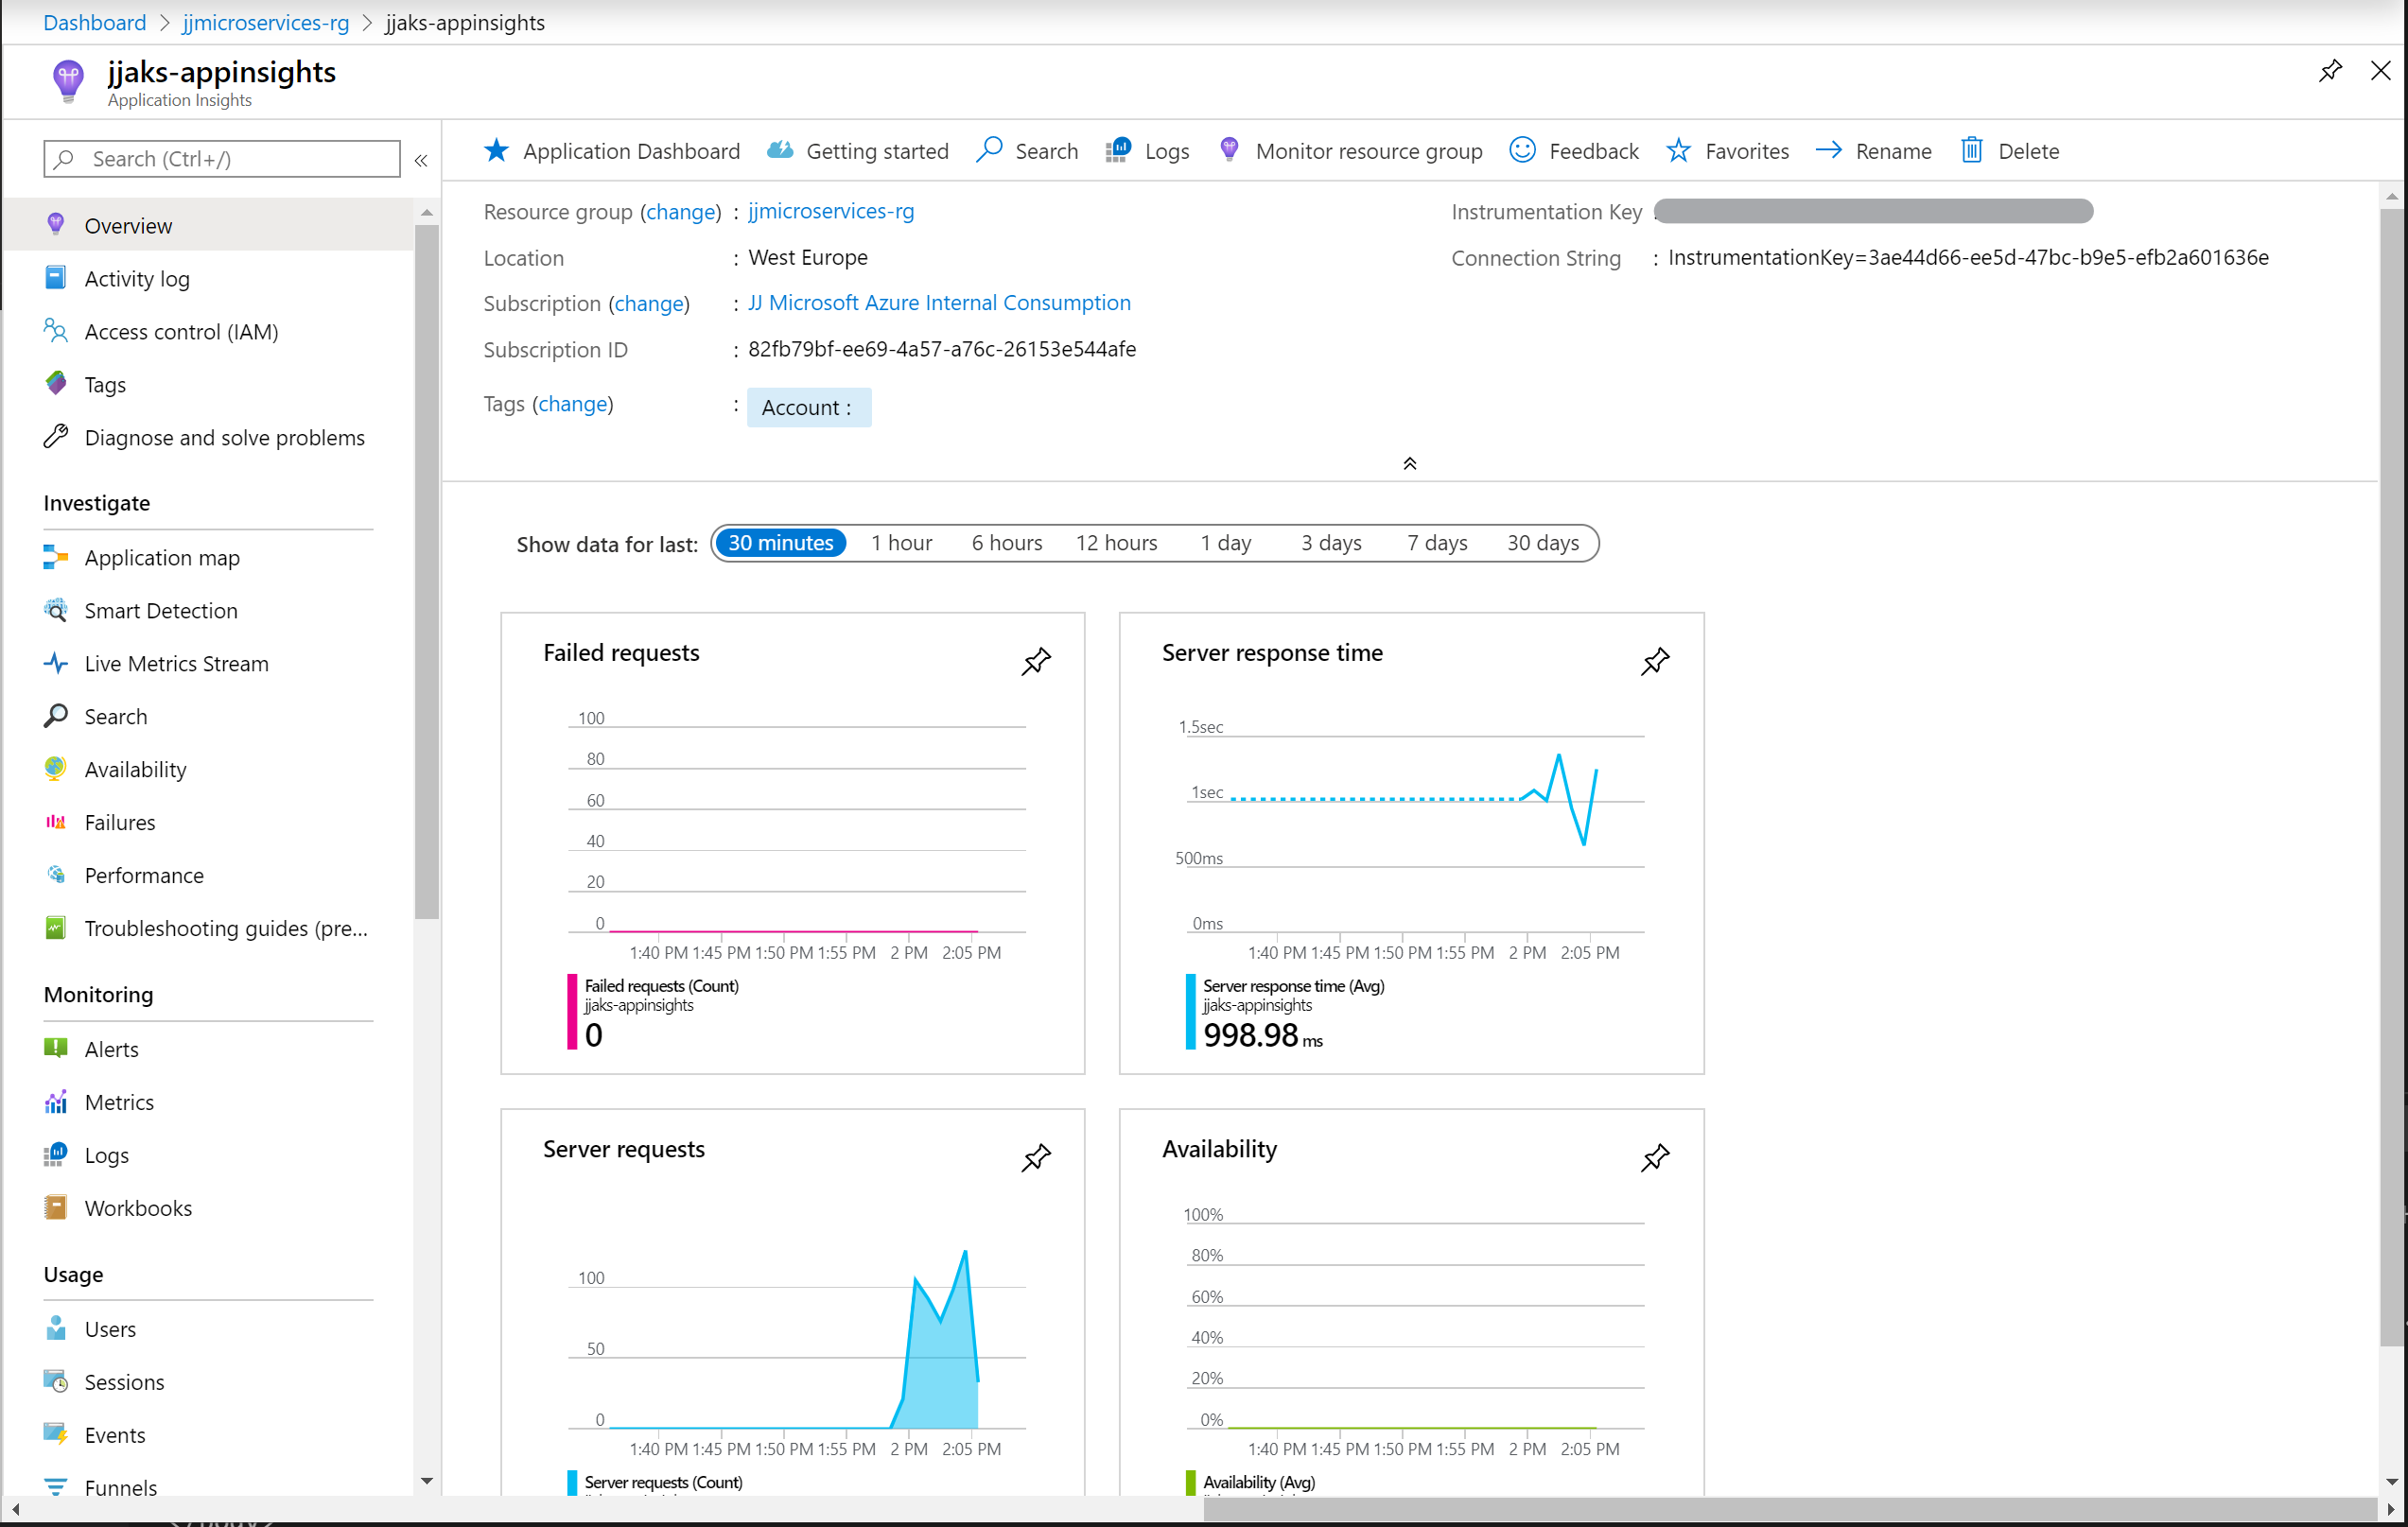 Dashboard > jjmicroservices-rg > jjaks-appinsights
jjaks-appinsights
Application Insights
Search (Ctrl+/)
«
Overview
Activity log
Access control (IAM)
Tags
Diagnose and solve problems
Investigate
Application map
Smart Detection
Live Metrics Stream
Search
Availability
Failures
Performance
Troubleshooting guides (pre...
Monitoring
Alerts
Metrics
Logs
Workbooks
Usage
Users
Sessions
Events
Funnels
Application Dashboard Getting started Search Logs Monitor resource group Feedback Favorites Rename Delete
Resource group (change) : jjmicroservices-rg
Location : West Europe
Subscription (change) : JJ Microsoft Azure Internal Consumption
Subscription ID : 82fb79bf-ee69-4a57-a76c-26153e544afe
Tags (change) : Account :
Instrumentation Key
Connection String : InstrumentationKey=3ae44d66-ee5d-47bc-b9e5-efb2a601636e
Show data for last: 30 minutes 1 hour 6 hours 12 hours 1 day 3 days 7 days 30 days
Failed requests
100
80
60
40
20
0
1:40 PM 1:45 PM 1:50 PM 1:55 PM 2 PM 2:05 PM
Failed requests (Count)
jjaks-appinsights
0
Server response time
1.5sec
1sec
500ms
0ms
1:40 PM 1:45 PM 1:50 PM 1:55 PM 2 PM 2:05 PM
Server response time (Avg)
jjaks-appinsights
998.98 ms
Server requests
100
50
0
1:40 PM 1:45 PM 1:50 PM 1:55 PM 2 PM 2:05 PM
Server requests (Count)
Availability
100%
80%
60%
40%
20%
0%
1:40 PM 1:45 PM 1:50 PM 1:55 PM 2 PM 2:05 PM
Availability (Avg)